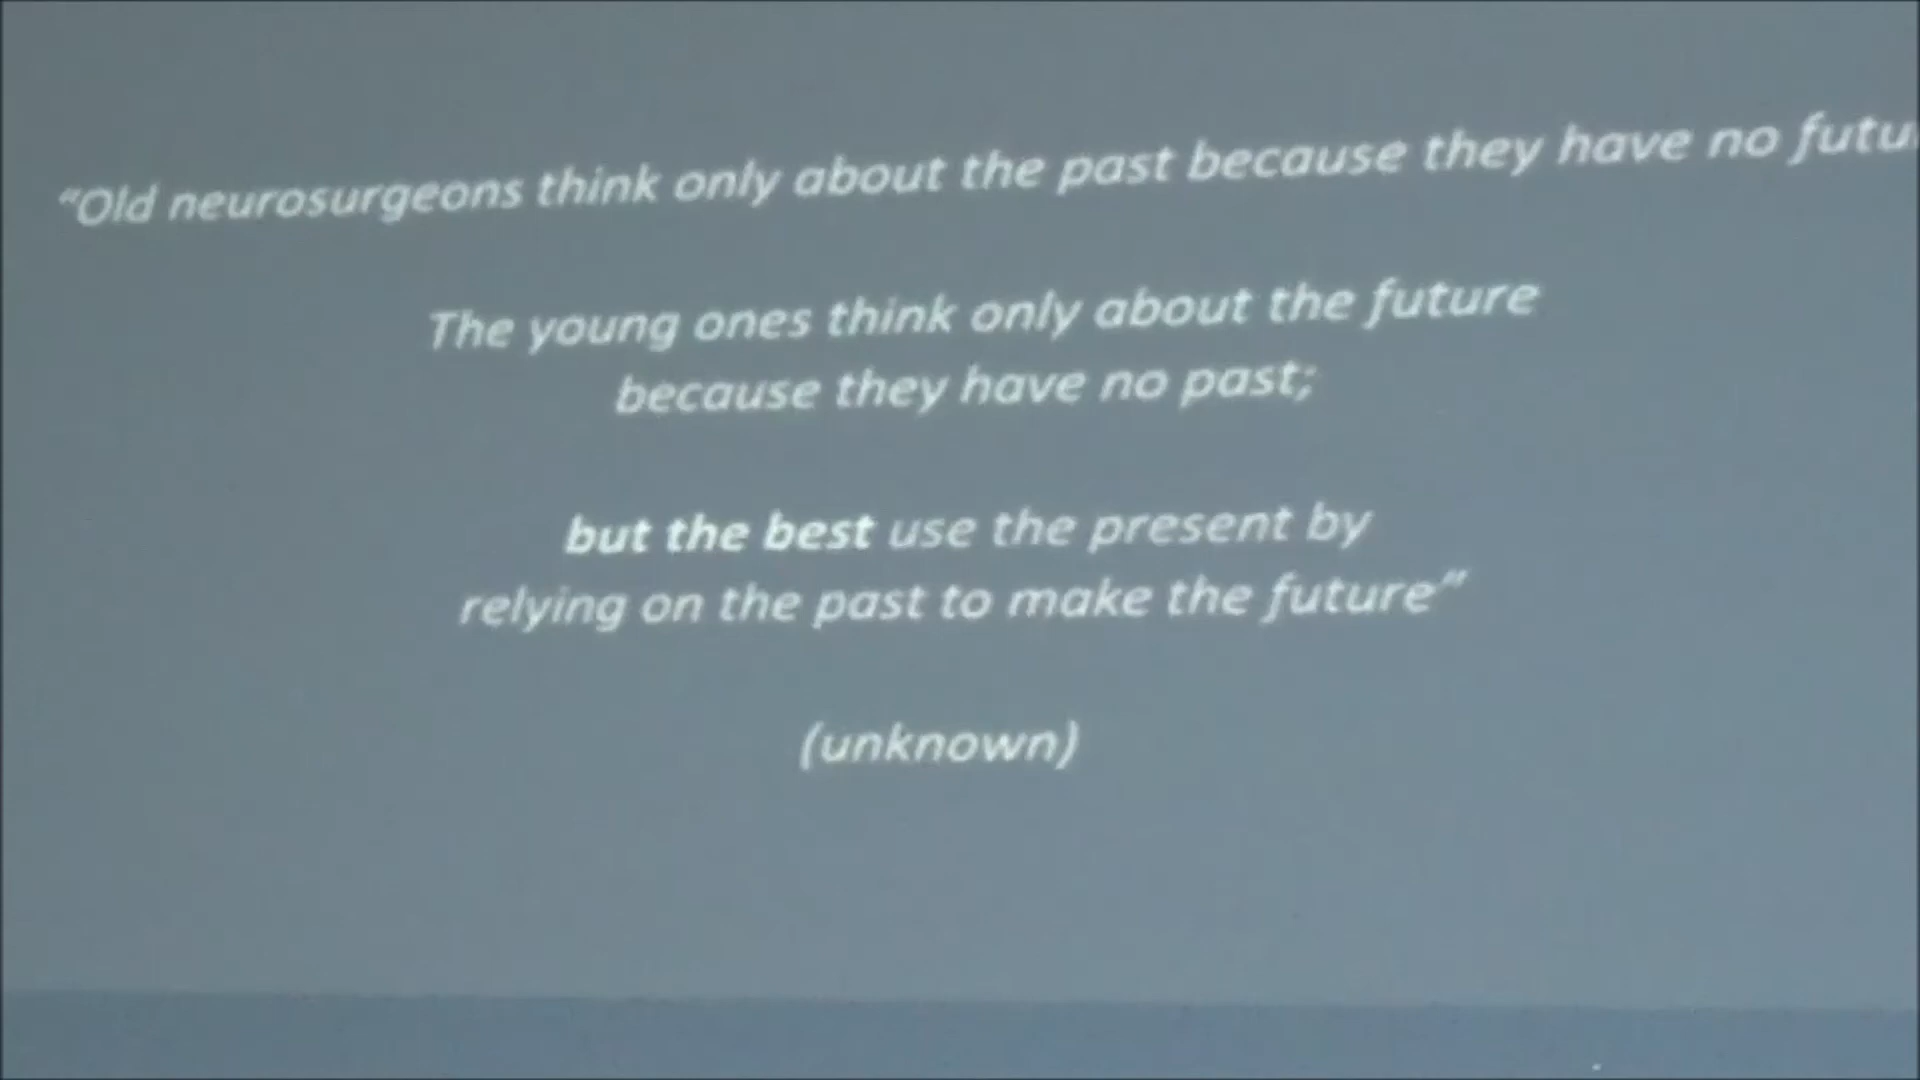 “Old neurosurgeons think only about the past because they have no futu
The young ones think only about the future
because they have no past;
but the best use the present by
relying on the past to make the future”
(unknown)